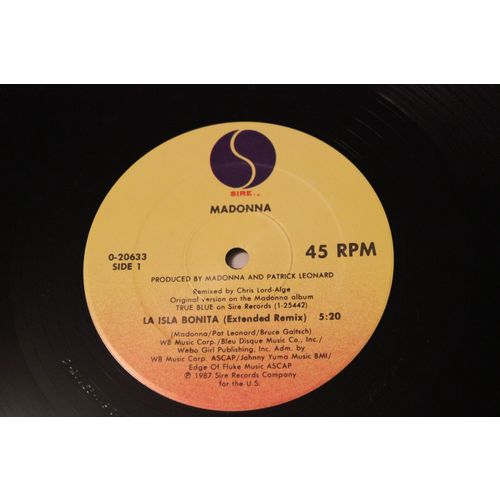 SIRE
MADONNA
0-20633
45 RPM
SIDE 1
PRODUCED BY MADONNA AND PATRICK LEONARD
Remixed by Chris Lord-Alge
Original version on the Madonna album
TRUE BLUE on Sire Records (1-25442)
LA ISLA BONITA (Extended Remix) 5:20
(Madonna/Pat Leonard/Bruce Gaitsch)
WB Music Corp./Bleu Disque Music Co., Inc./
Webo Girl Publishing, Inc. Adm. by
WB Music Corp. ASCAP/Johnny Yuma Music BMI/
Edge Of Fluke Music ASCAP
℗ 1987 Sire Records Company
for the U.S.